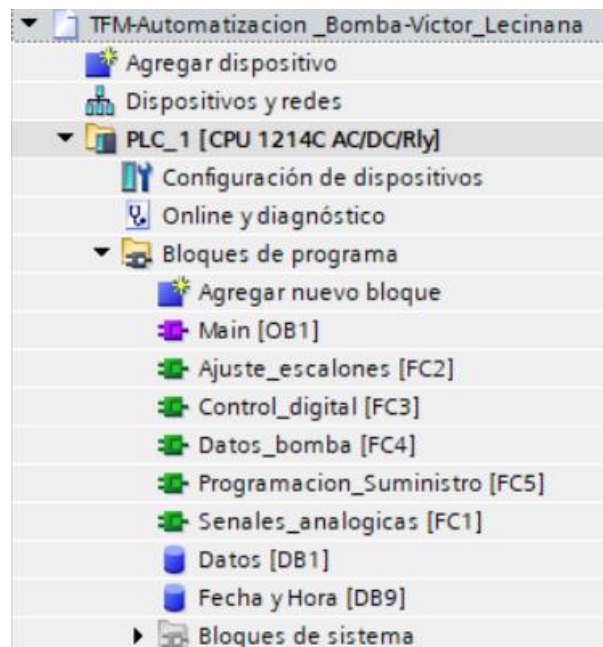 TFM-Automatizacion _Bomba-Victor_Lecinana
Agregar dispositivo
Dispositivos y redes
PLC_1 [CPU 1214C AC/DC/Rly]
Configuración de dispositivos
Online y diagnóstico
Bloques de programa
Agregar nuevo bloque
Main [OB1]
Ajuste_escalones [FC2]
Control_digital [FC3]
Datos_bomba [FC4]
Programacion_Suministro [FC5]
Senales_analogicas [FC1]
Datos [DB1]
Fecha y Hora [DB9]
Bloques de sistema